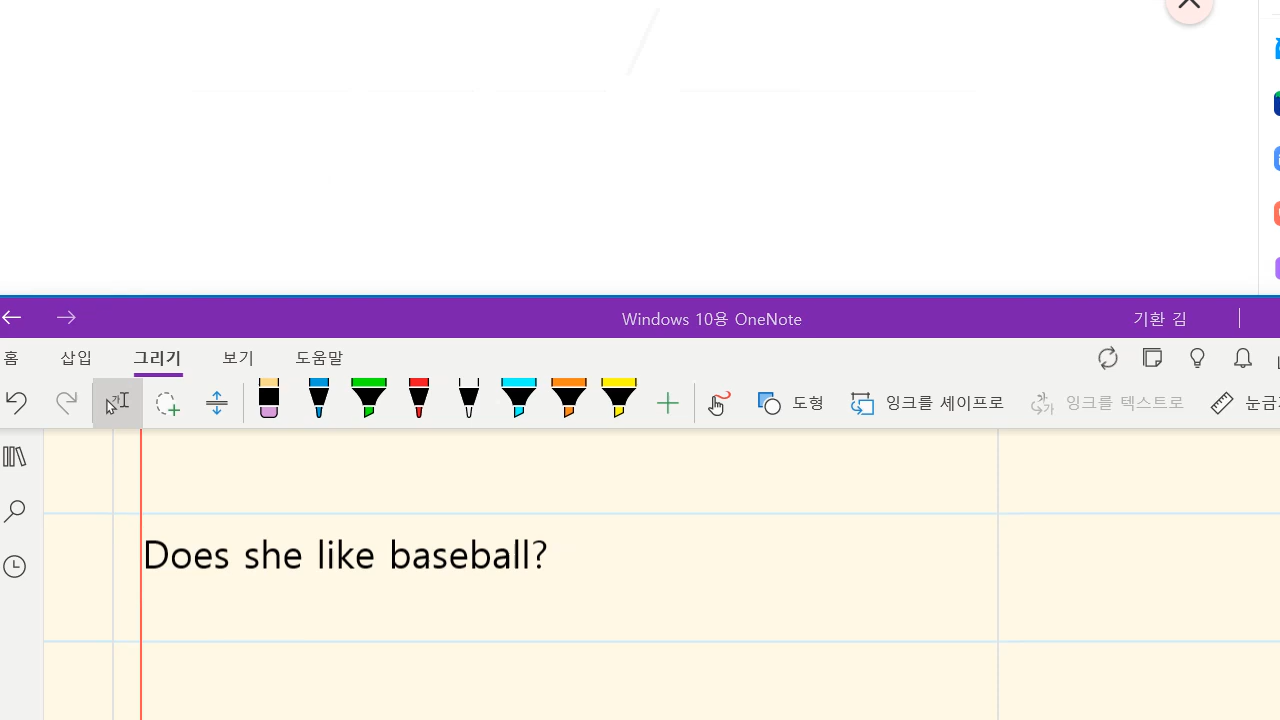 Windows 10용 OneNote
기환 김
홈 삽입 그리기 보기 도움말
도형 잉크를 셰이프로 잉크를 텍스트로
Does she like baseball?